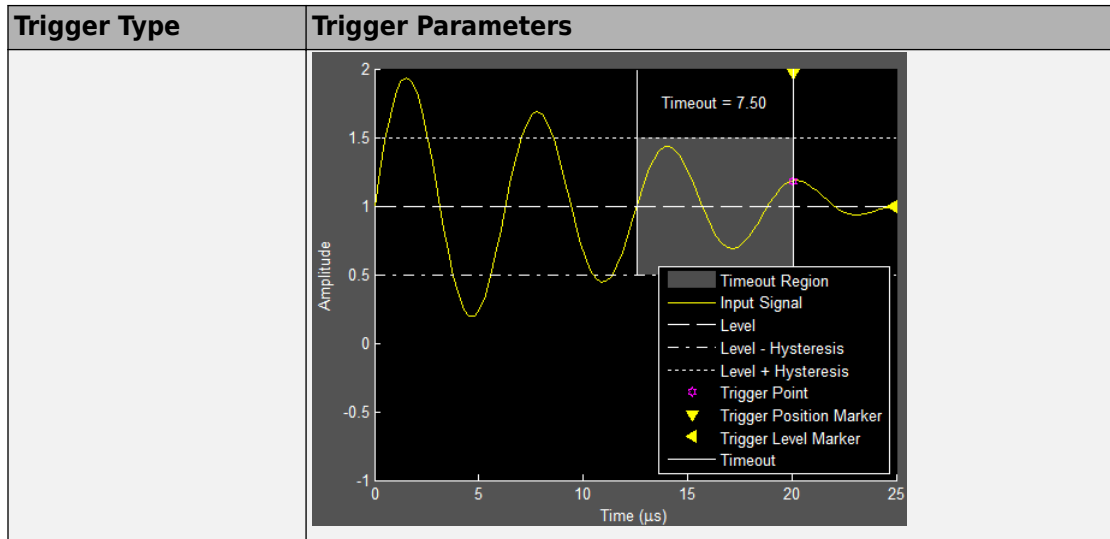 Trigger Type
Trigger Parameters
2
Timeout = 7.50
1.5
1
0.5
0
-0.5
-1
Amplitude
Timeout Region
Input Signal
Level
Level - Hysteresis
Level + Hysteresis
Trigger Point
Trigger Position Marker
Trigger Level Marker
Timeout
0
5
10
15
20
25
Time (μs)